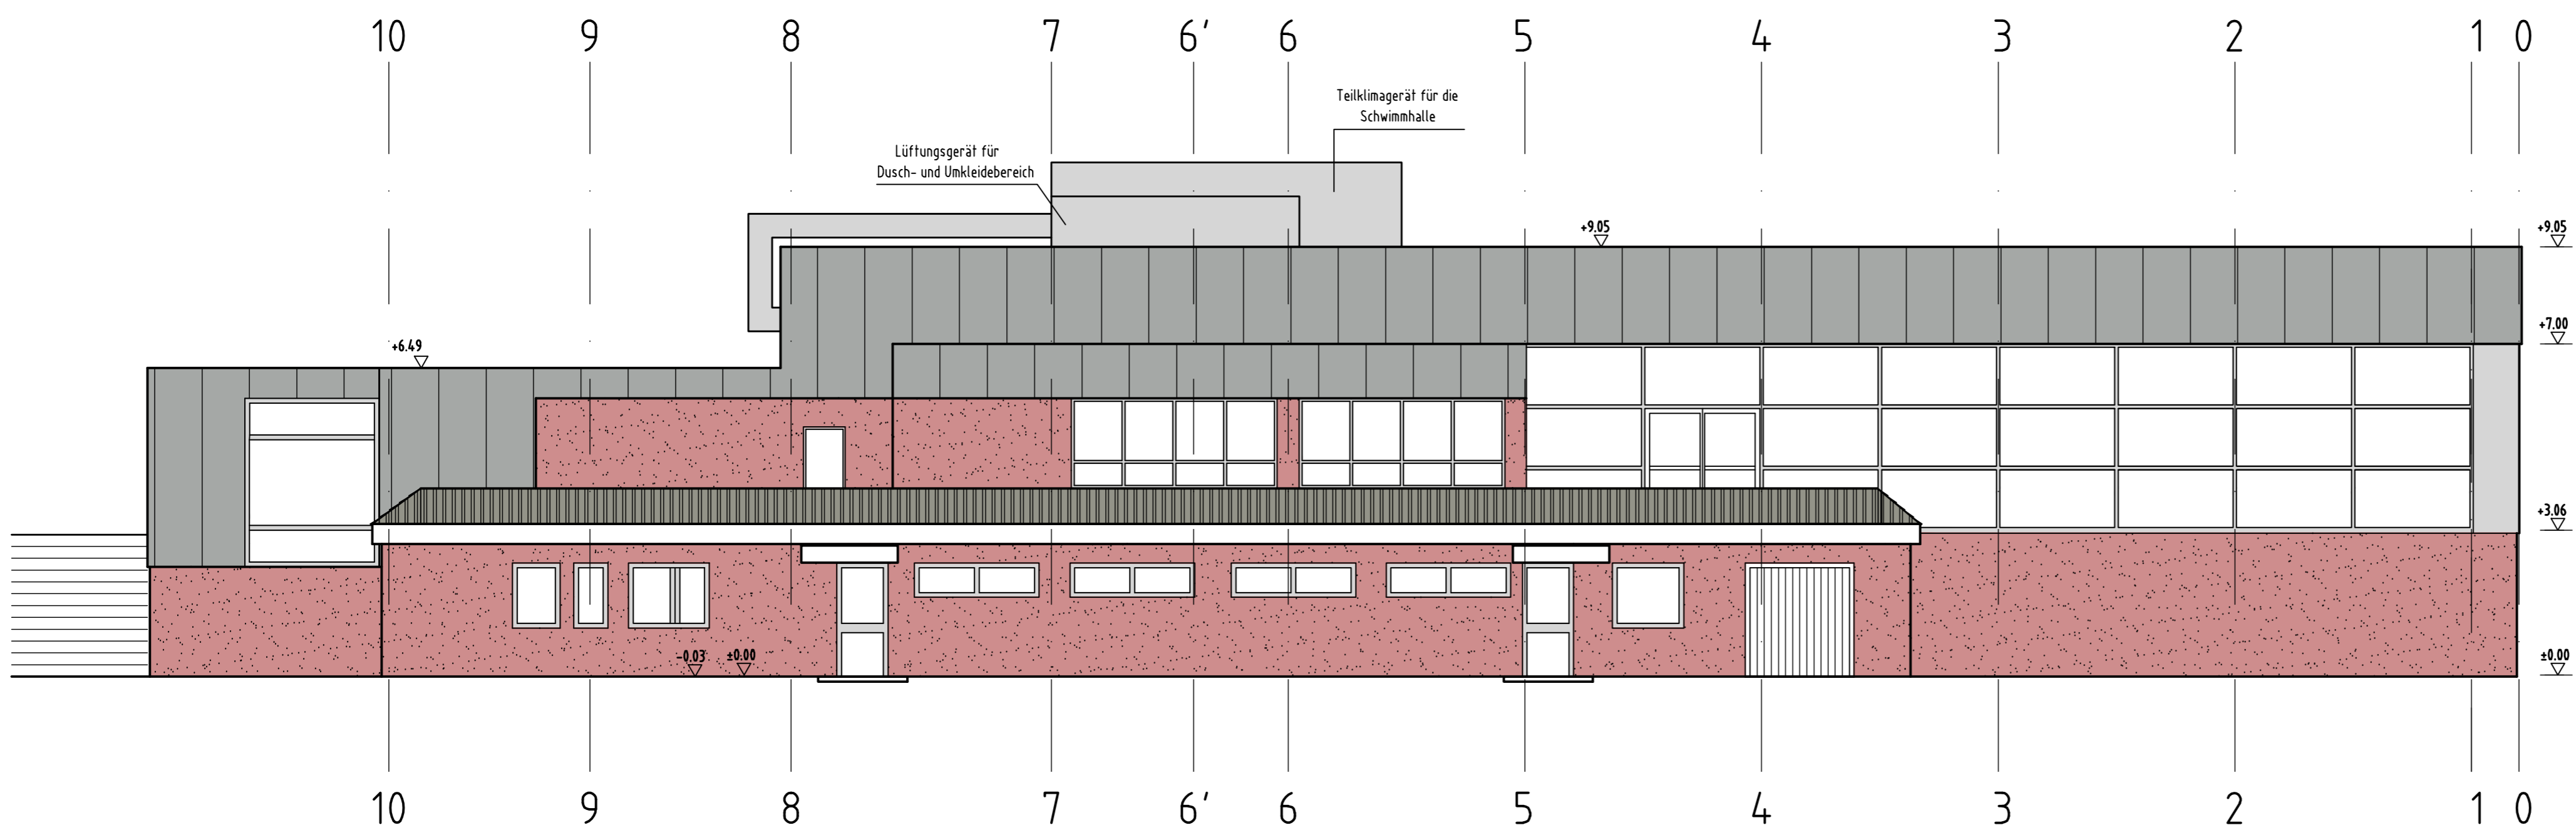 10 9 8 7 6' 6 5 4 3 2 1 0
Teilklimagerät für die
Schwimmhalle
Lüftungsgerät für
Dusch- und Umkleidebereich
+9.05
+9.05
+7.00
+6.49
+3.06
-0.03
±0.00
±0.00
10 9 8 7 6' 6 5 4 3 2 1 0